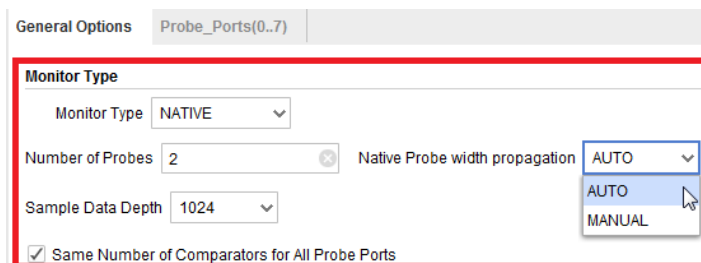 General Options Probe_Ports(0..7)
Monitor Type
Monitor Type NATIVE
Number of Probes 2 Native Probe width propagation AUTO
AUTO
Sample Data Depth 1024
MANUAL
Same Number of Comparators for All Probe Ports